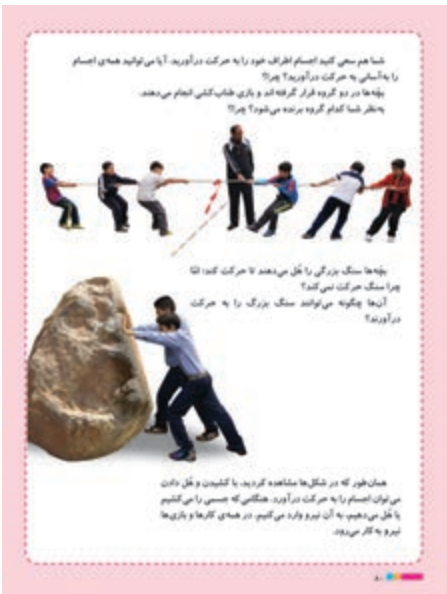 شما هم سعی کنید اجسام اطراف خود را به حرکت درآورید. آیا می‌توانید همه‌ی اجسام
را به‌آسانی به حرکت درآورید؟ چرا؟
بچّه‌ها در دو گروه قرار گرفته‌اند و بازی طناب‌کشی انجام می‌دهند.
به‌نظر شما کدام گروه برنده می‌شود؟ چرا؟
بچّه‌ها سنگ بزرگی را هُل می‌دهند تا حرکت کند؛ امّا
چرا سنگ حرکت نمی‌کند؟
آن‌ها چگونه می‌توانند سنگ بزرگ را به حرکت
درآورند؟
همان‌طور که در شکل‌ها مشاهده کردید، با کشیدن و هُل دادن
می‌توان اجسام را به حرکت درآورد. هنگامی‌که جسمی را می‌کشیم
یا هُل می‌دهیم، به آن نیرو وارد می‌کنیم. در همه‌ی کارها و بازی‌ها
نیرو به کار می‌رود.
۸۰